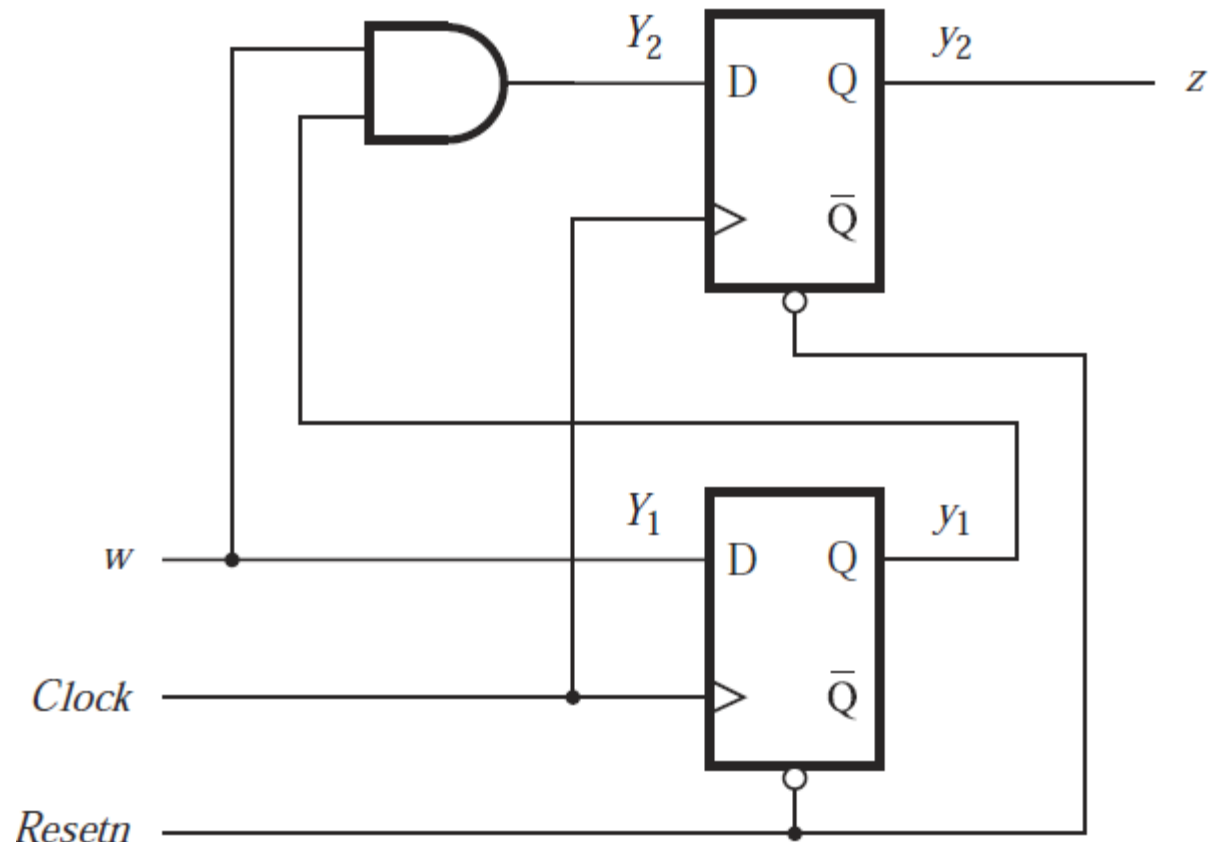 Y₂ y₂
D Q z
Q̄
Y₁ y₁
w D Q
Clock Q̄
Resetn